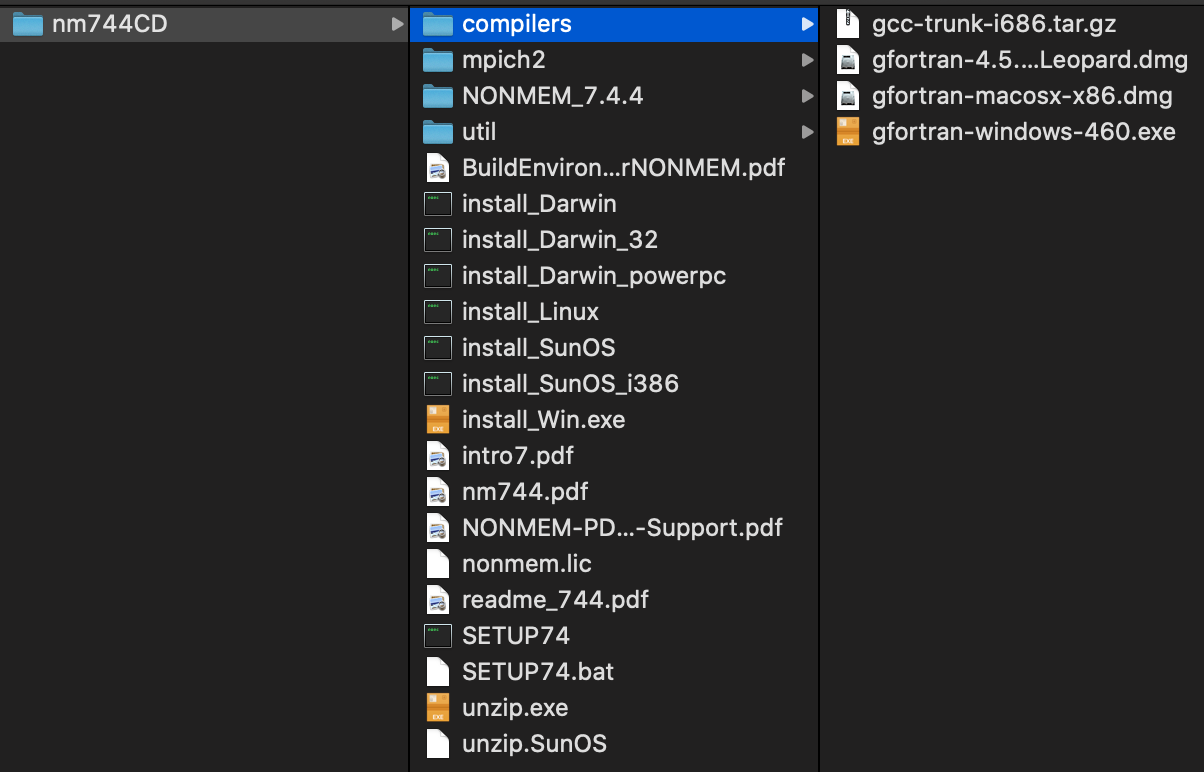 nm744CD
compilers
mpich2
NONMEM_7.4.4
util
BuildEnviron...rNONMEM.pdf
install_Darwin
install_Darwin_32
install_Darwin_powerpc
install_Linux
install_SunOS
install_SunOS_i386
install_Win.exe
intro7.pdf
nm744.pdf
NONMEM-PD...-Support.pdf
nonmem.lic
readme_744.pdf
SETUP74
SETUP74.bat
unzip.exe
unzip.SunOS
gcc-trunk-i686.tar.gz
gfortran-4.5....Leopard.dmg
gfortran-macosx-x86.dmg
gfortran-windows-460.exe